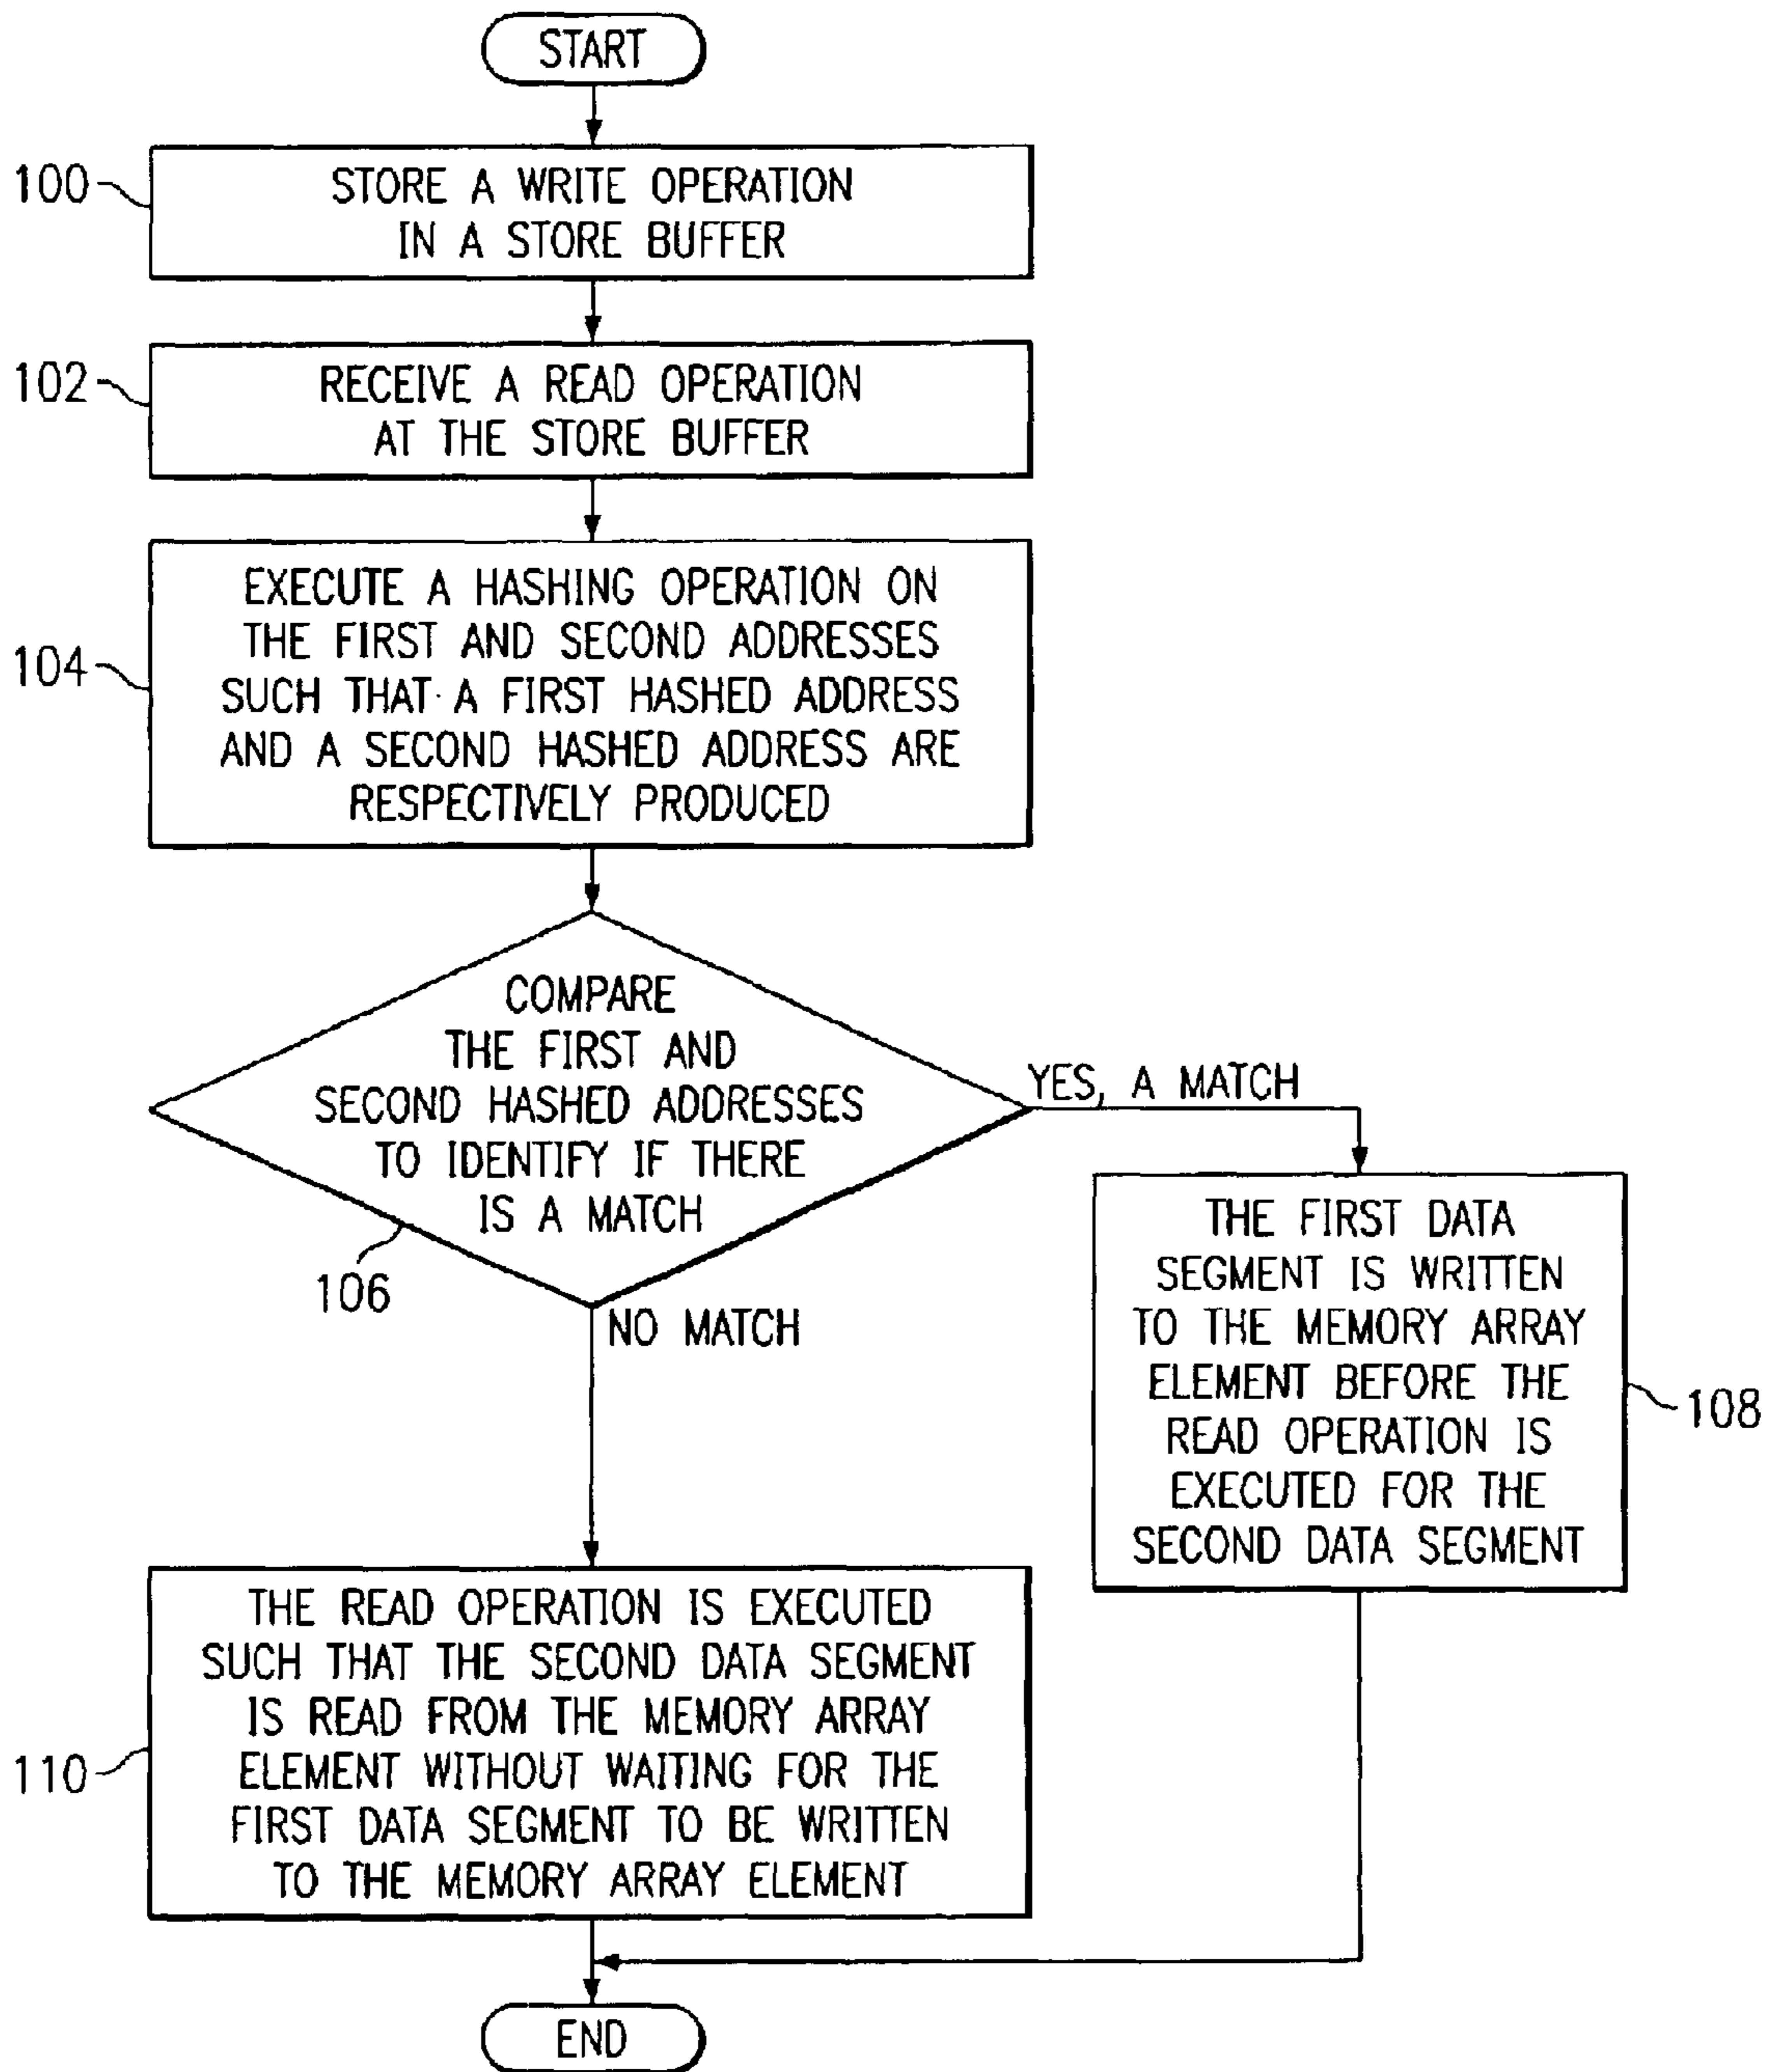 START
100
STORE A WRITE OPERATION
IN A STORE BUFFER
102
RECEIVE A READ OPERATION
AT THE STORE BUFFER
104
EXECUTE A HASHING OPERATION ON
THE FIRST AND SECOND ADDRESSES
SUCH THAT A FIRST HASHED ADDRESS
AND A SECOND HASHED ADDRESS ARE
RESPECTIVELY PRODUCED
COMPARE
THE FIRST AND
SECOND HASHED ADDRESSES
TO IDENTIFY IF THERE
IS A MATCH
106
YES, A MATCH
NO MATCH
THE FIRST DATA
SEGMENT IS WRITTEN
TO THE MEMORY ARRAY
ELEMENT BEFORE THE
READ OPERATION IS
EXECUTED FOR THE
SECOND DATA SEGMENT
108
110
THE READ OPERATION IS EXECUTED
SUCH THAT THE SECOND DATA SEGMENT
IS READ FROM THE MEMORY ARRAY
ELEMENT WITHOUT WAITING FOR THE
FIRST DATA SEGMENT TO BE WRITTEN
TO THE MEMORY ARRAY ELEMENT
END